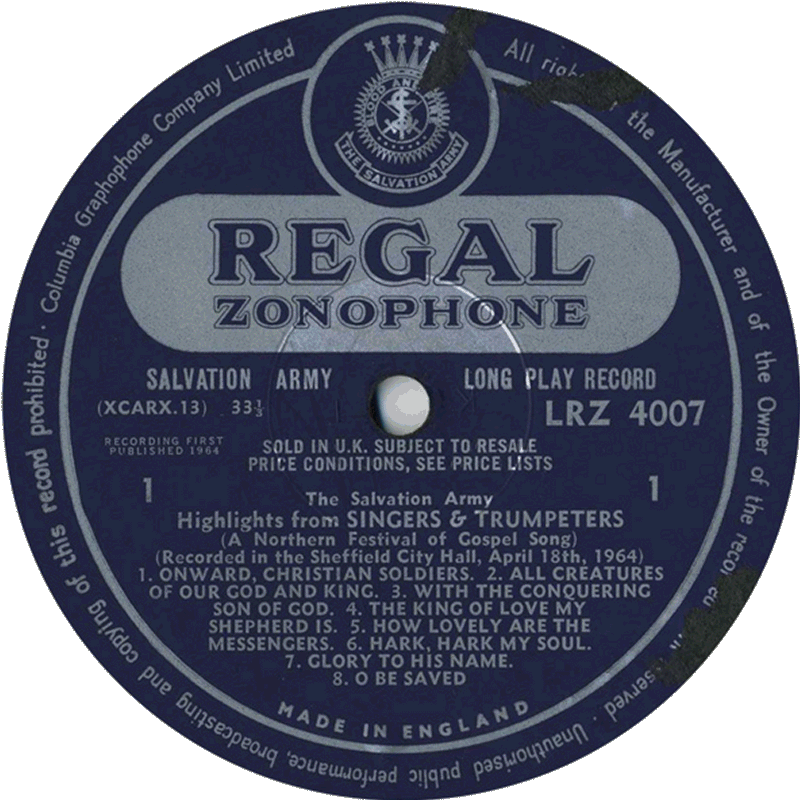 Columbia Graphophone Company Limited
All
the Manufacturer and of the Owner of the recor
served · Unauthorised public performance, broadcasting and copying of this record prohibited ·
BLOOD AND
THE SALVATION ARMY
REGAL
ZONOPHONE
SALVATION ARMY LONG PLAY RECORD
(XCARX.13) 33⅓ LRZ 4007
RECORDING FIRST
PUBLISHED 1964
SOLD IN U.K. SUBJECT TO RESALE
PRICE CONDITIONS, SEE PRICE LISTS
1 1
The Salvation Army
Highlights from SINGERS & TRUMPETERS
(A Northern Festival of Gospel Song)
(Recorded in the Sheffield City Hall, April 18th, 1964)
1. ONWARD, CHRISTIAN SOLDIERS. 2. ALL CREATURES
OF OUR GOD AND KING. 3. WITH THE CONQUERING
SON OF GOD. 4. THE KING OF LOVE MY
SHEPHERD IS. 5. HOW LOVELY ARE THE
MESSENGERS. 6. HARK, HARK MY SOUL.
7. GLORY TO HIS NAME.
8. O BE SAVED
MADE IN ENGLAND